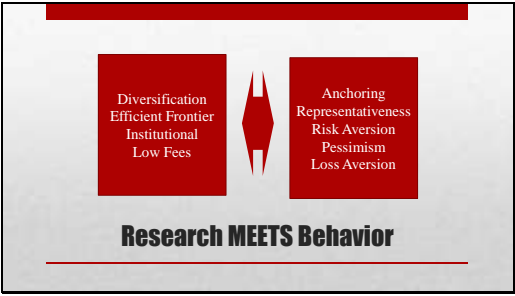 Diversification
Efficient Frontier
Institutional
Low Fees
Anchoring
Representativeness
Risk Aversion
Pessimism
Loss Aversion
Research MEETS Behavior